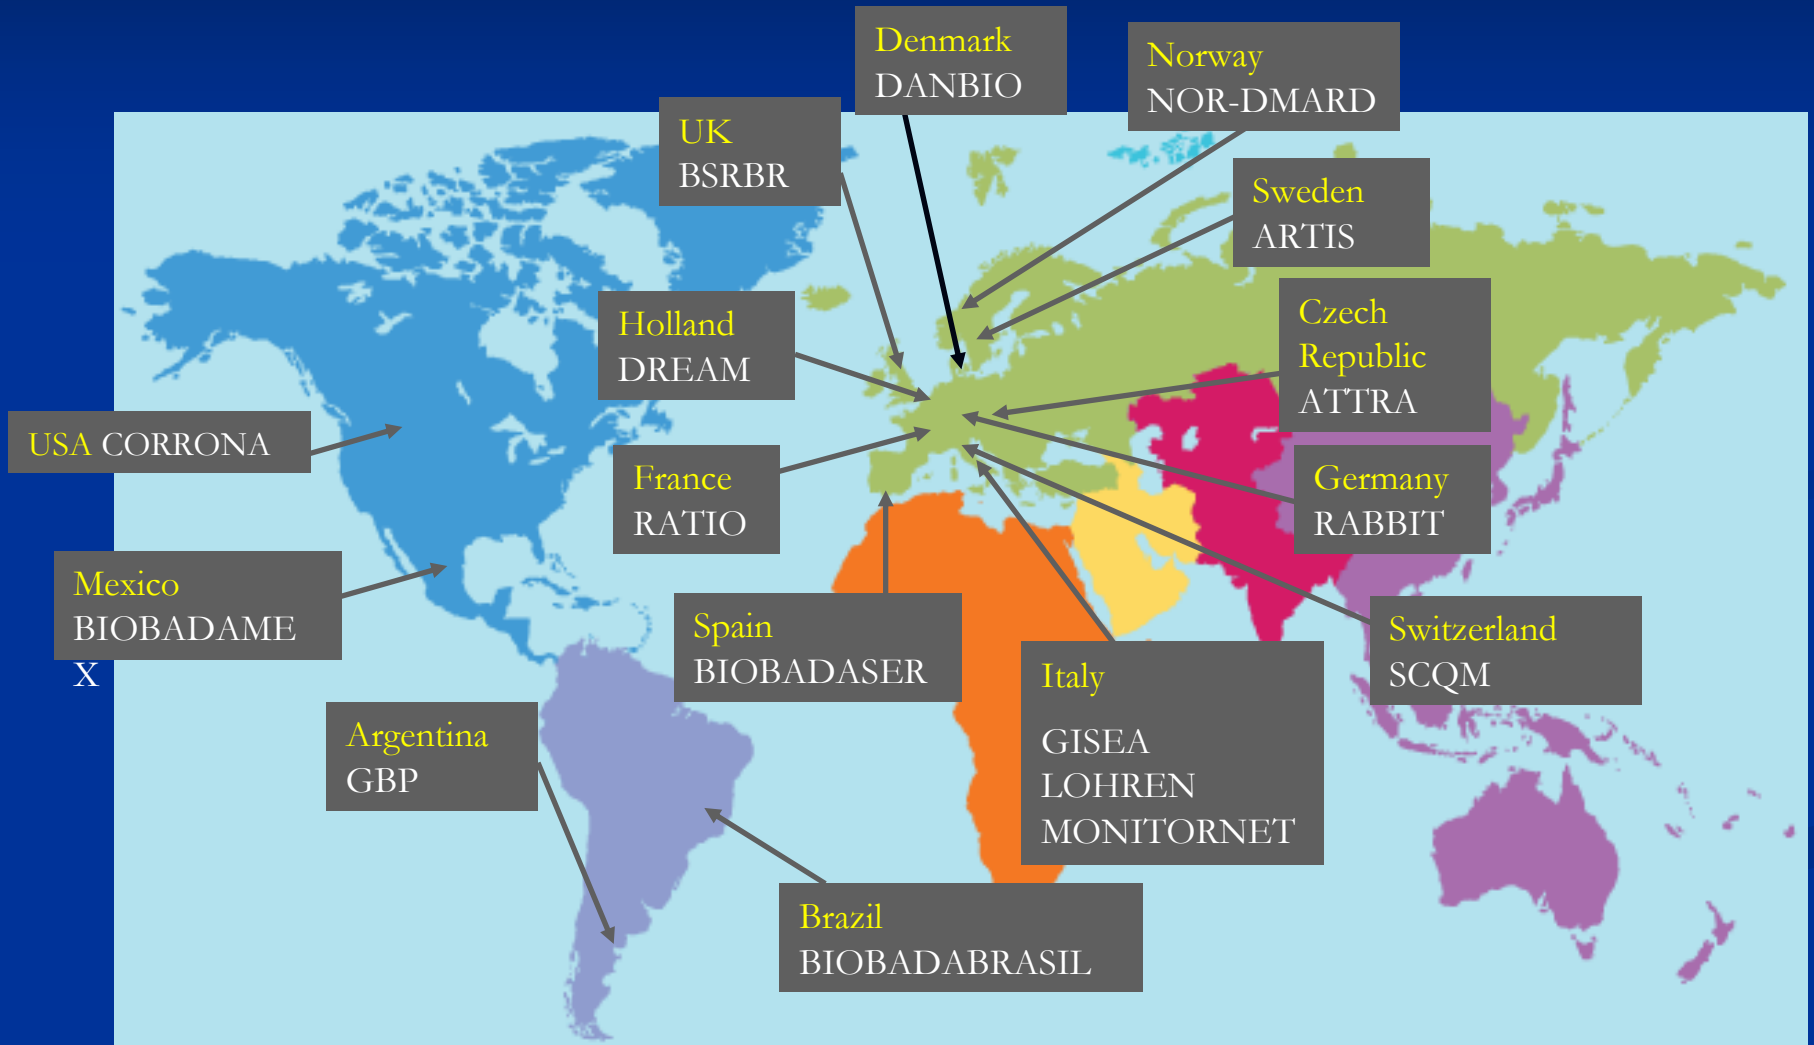 Denmark
DANBIO
Norway
NOR-DMARD
UK
BSRBR
Sweden
ARTIS
Holland
DREAM
Czech
Republic
ATTRA
USA CORRONA
France
RATIO
Germany
RABBIT
Mexico
BIOBADAME
X
Spain
BIOBADASER
Italy
GISEA
LOHREN
MONITORNET
Switzerland
SCQM
Argentina
GBP
Brazil
BIOBADABRASIL